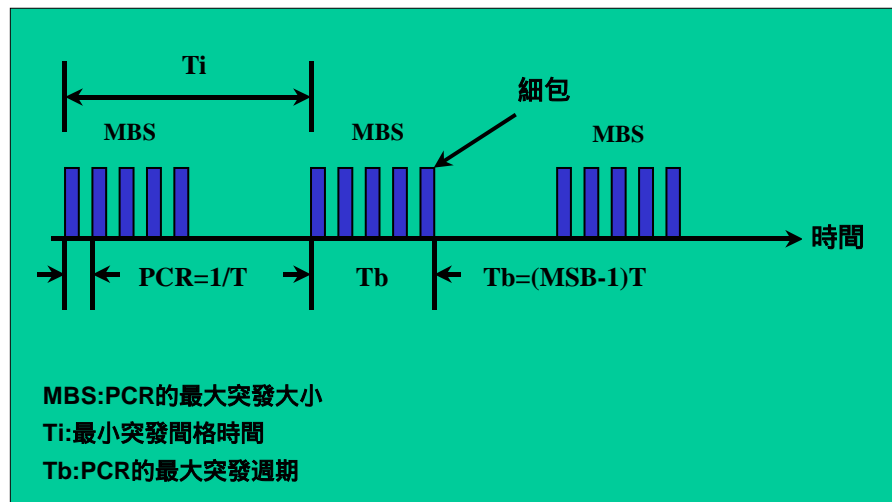 Ti
細包
MBS MBS MBS
時間
PCR=1/T Tb Tb=(MSB-1)T
MBS:PCR的最大突發大小
Ti:最小突發間格時間
Tb:PCR的最大突發週期